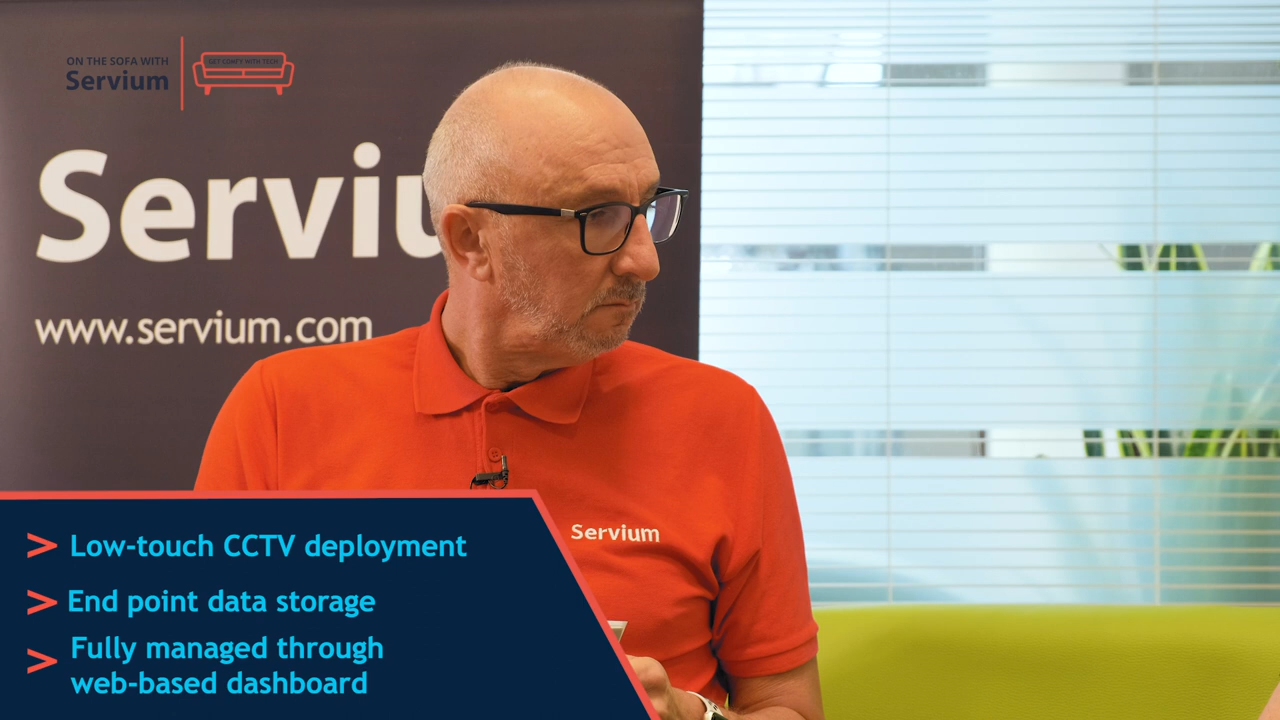 ON THE SOFA WITH
Servium
GET COMFY WITH TECH
Serviu
www.servium.com
Servium
> Low-touch CCTV deployment
> End point data storage
> Fully managed through
web-based dashboard